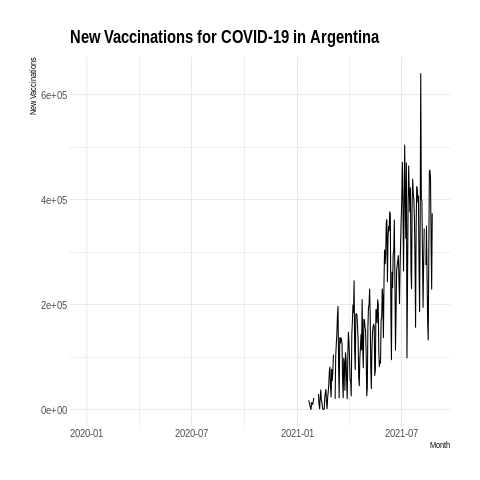 New Vaccinations for COVID-19 in Argentina
New Vaccinations
6e+05
4e+05
2e+05
0e+00
2020-01
2020-07
2021-01
2021-07
Month